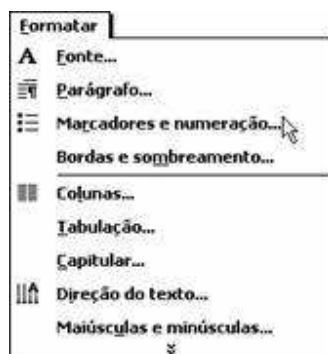 Formatar
Fonte...
Parágrafo...
Marcadores e numeração...
Bordas e sombreamento...
Colunas...
Tabulação...
Capitular...
Direção do texto...
Maiúsculas e minúsculas...